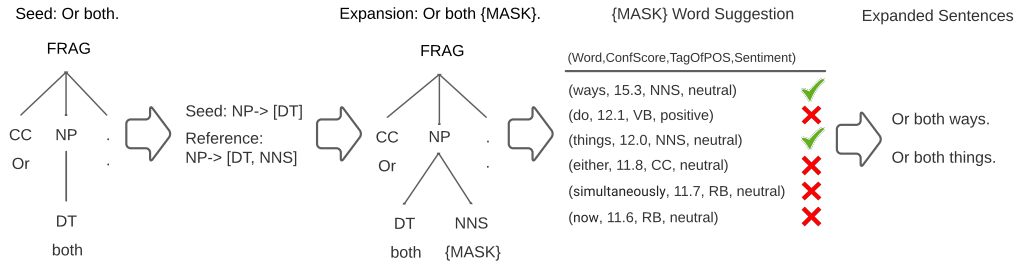 Seed: Or both.
FRAG
CC NP .
Or .
DT
both
Seed: NP-> [DT]
Reference:
NP-> [DT, NNS]
Expansion: Or both {MASK}.
FRAG
CC NP .
Or .
DT NNS
both {MASK}
{MASK} Word Suggestion
(Word,ConfScore,TagOfPOS,Sentiment)
(ways, 15.3, NNS, neutral)
(do, 12.1, VB, positive)
(things, 12.0, NNS, neutral)
(either, 11.8, CC, neutral)
(simultaneously, 11.7, RB, neutral)
(now, 11.6, RB, neutral)
Expanded Sentences
Or both ways.
Or both things.